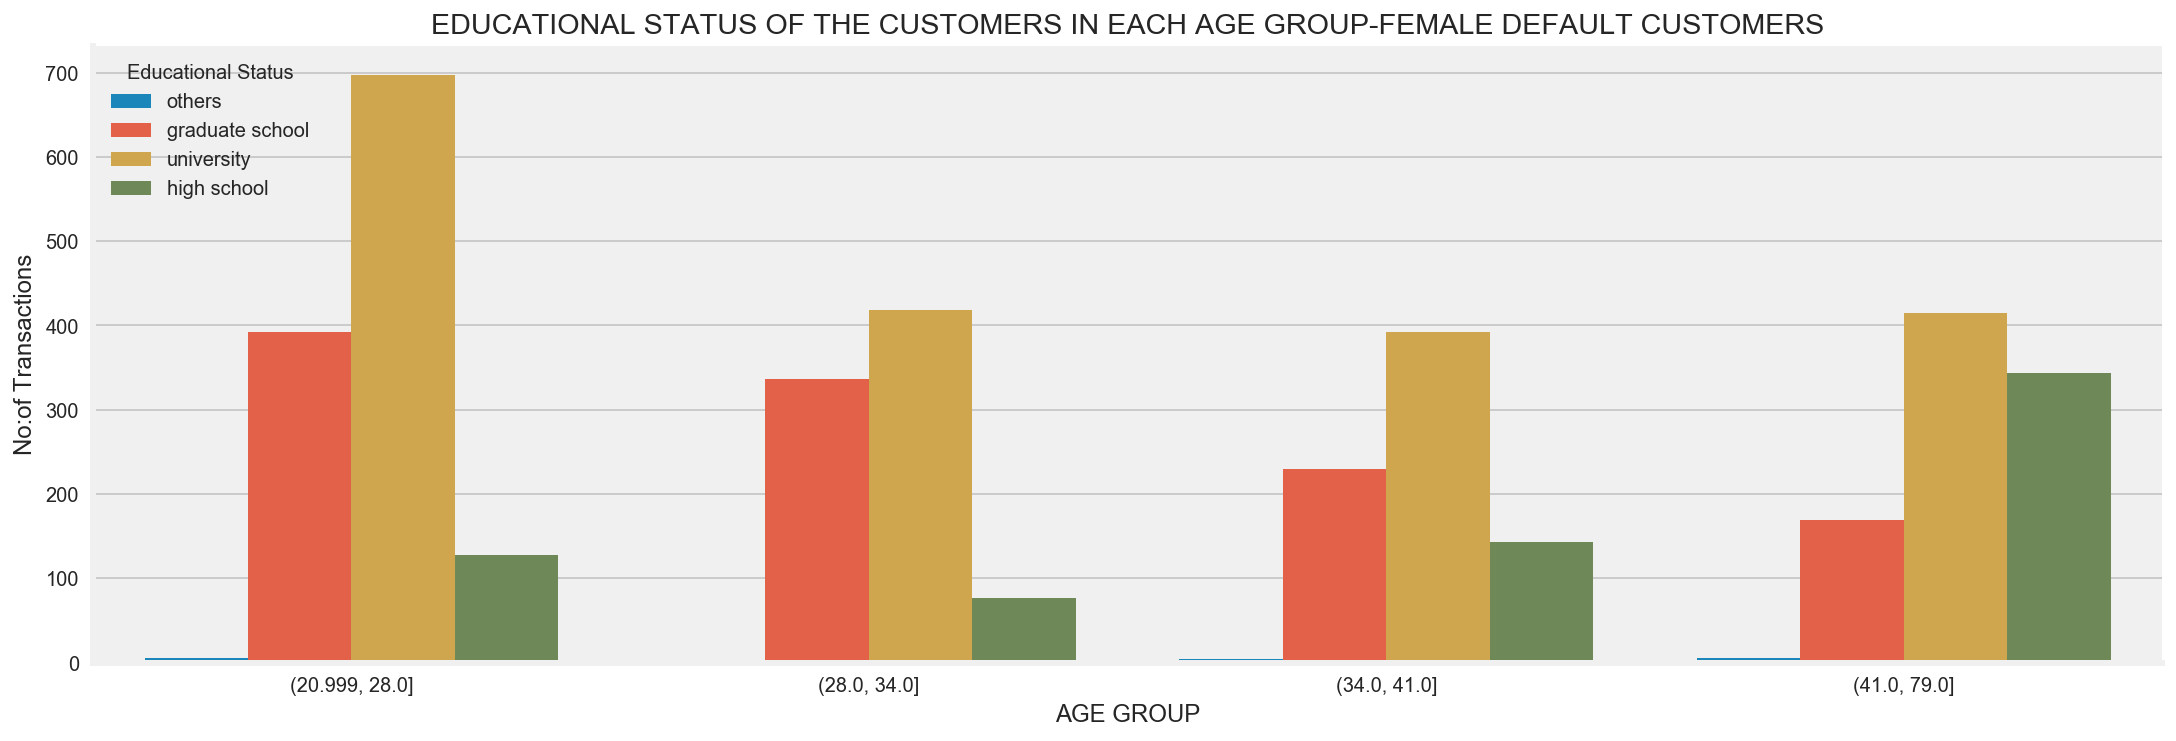 EDUCATIONAL STATUS OF THE CUSTOMERS IN EACH AGE GROUP-FEMALE DEFAULT CUSTOMERS
Educational Status
others
graduate school
university
high school
No:of Transactions
700
600
500
400
300
200
100
0
(20.999, 28.0]
(28.0, 34.0]
(34.0, 41.0]
(41.0, 79.0]
AGE GROUP